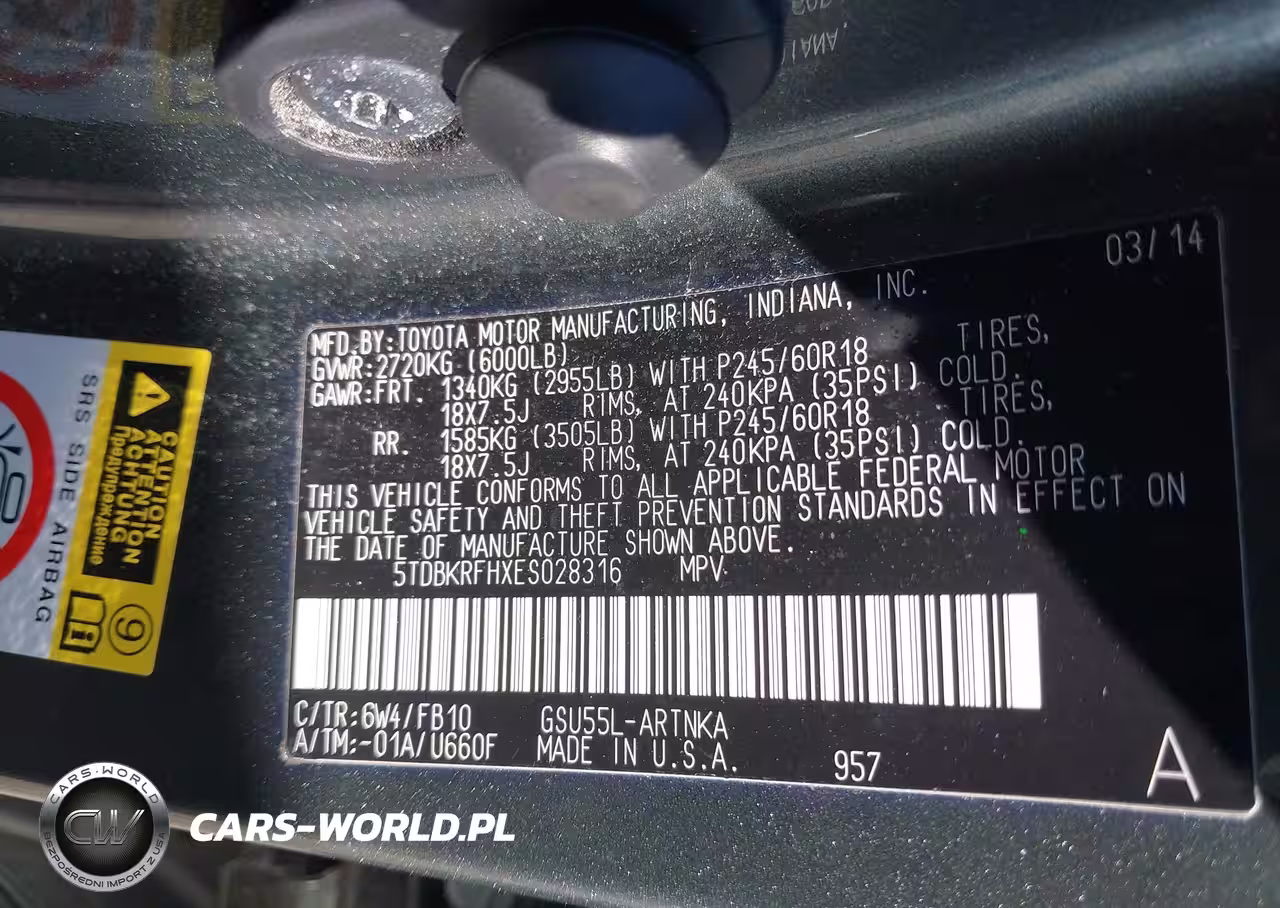 03/14
MFD.BY:TOYOTA MOTOR MANUFACTURING, INDIANA, INC.
GVWR:2720KG (6000LB)
GAWR:FRT. 1340KG (2955LB) WITH P245/60R18 TIRES,
18X7.5J RIMS, AT 240KPA (35PSI) COLD.
RR. 1585KG (3505LB) WITH P245/60R18 TIRES,
18X7.5J RIMS, AT 240KPA (35PSI) COLD.
THIS VEHICLE CONFORMS TO ALL APPLICABLE FEDERAL MOTOR
VEHICLE SAFETY AND THEFT PREVENTION STANDARDS IN EFFECT ON
THE DATE OF MANUFACTURE SHOWN ABOVE.
5TDBKRFHXES028316 MPV
C/TR:6W4/FB10 GSU55L-ARTNKA
A/TM:-01A/U660F MADE IN U.S.A. 957 A
CAUTION
ATTENTION
ACHTUNG
Предупреждение
SRS SIDE AIRBAG
9
i
CARS-WORLD
CW
BEZPOŚREDNI IMPORT Z USA
CARS-WORLD.PL